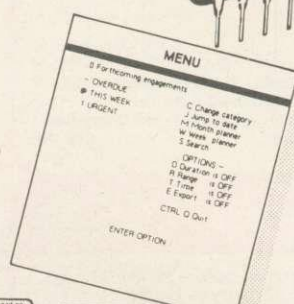 MENU
0 Forthcoming engagements
- OVERDUE
THIS WEEK
! URGENT
C Change category
J Jump to date
M Month planner
W Week planner
S Search
OPTIONS -
D Duration is OFF
R Range is OFF
T Time is OFF
E Export is OFF
CTRL Q Quit
ENTER OPTION